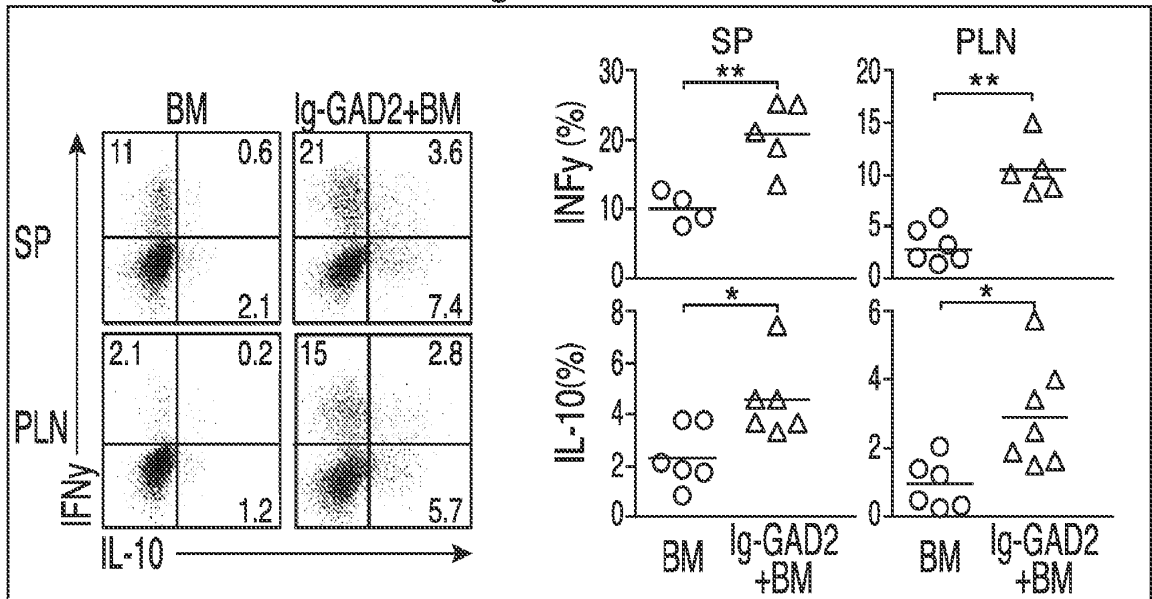 BM Ig-GAD2+BM
SP
11 0.6
2.1
21 3.6
7.4
PLN
2.1 0.2
1.2
15 2.8
5.7
IFNγ
IL-10
SP
INFγ (%)
30
20
10
0
**
PLN
20
15
10
5
0
**
IL-10(%)
8
6
4
2
0
*
6
4
2
0
*
BM Ig-GAD2
+BM
BM Ig-GAD2
+BM